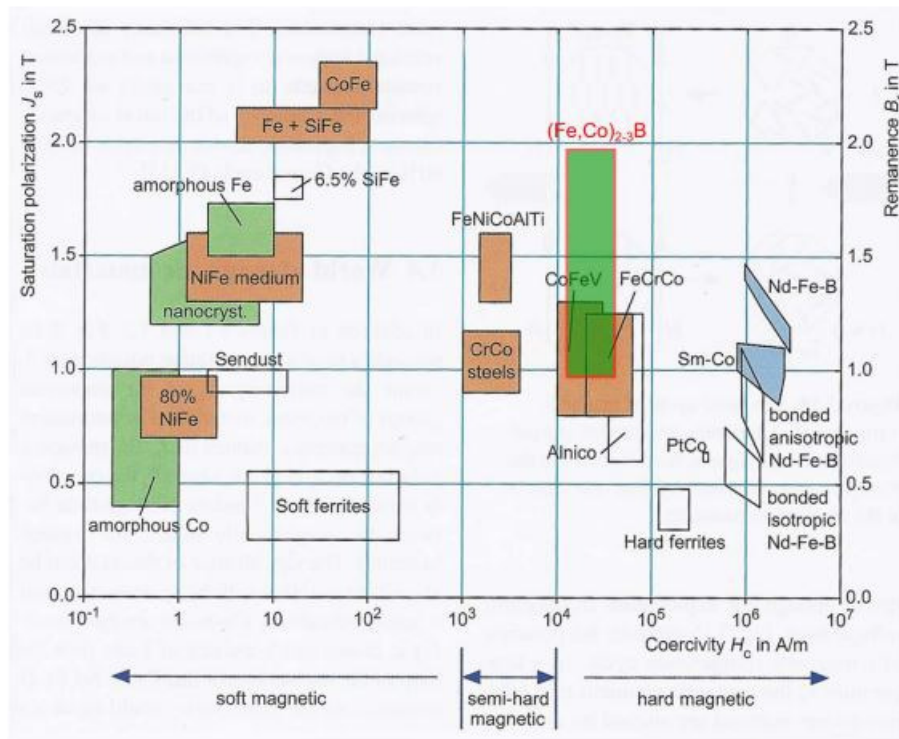 2.5
2.5
CoFe
Fe + SiFe
2.0
(Fe,Co)2-3B
2.0
amorphous Fe
6.5% SiFe
FeNiCoAlTi
1.5
1.5
NiFe medium
CoFeV
FeCrCo
Nd-Fe-B
nanocryst.
Sendust
CrCo
steels
Sm-Co
1.0
1.0
80%
NiFe
bonded
anisotropic
Nd-Fe-B
Alnico
PtCo
0.5
0.5
Soft ferrites
bonded
isotropic
Nd-Fe-B
amorphous Co
Hard ferrites
0.0
0.0
10-1
100
101
102
103
104
105
106
107
Saturation polarization Js in T
Remanence Br in T
Coercivity Hc in A/m
soft magnetic
semi-hard
magnetic
hard magnetic